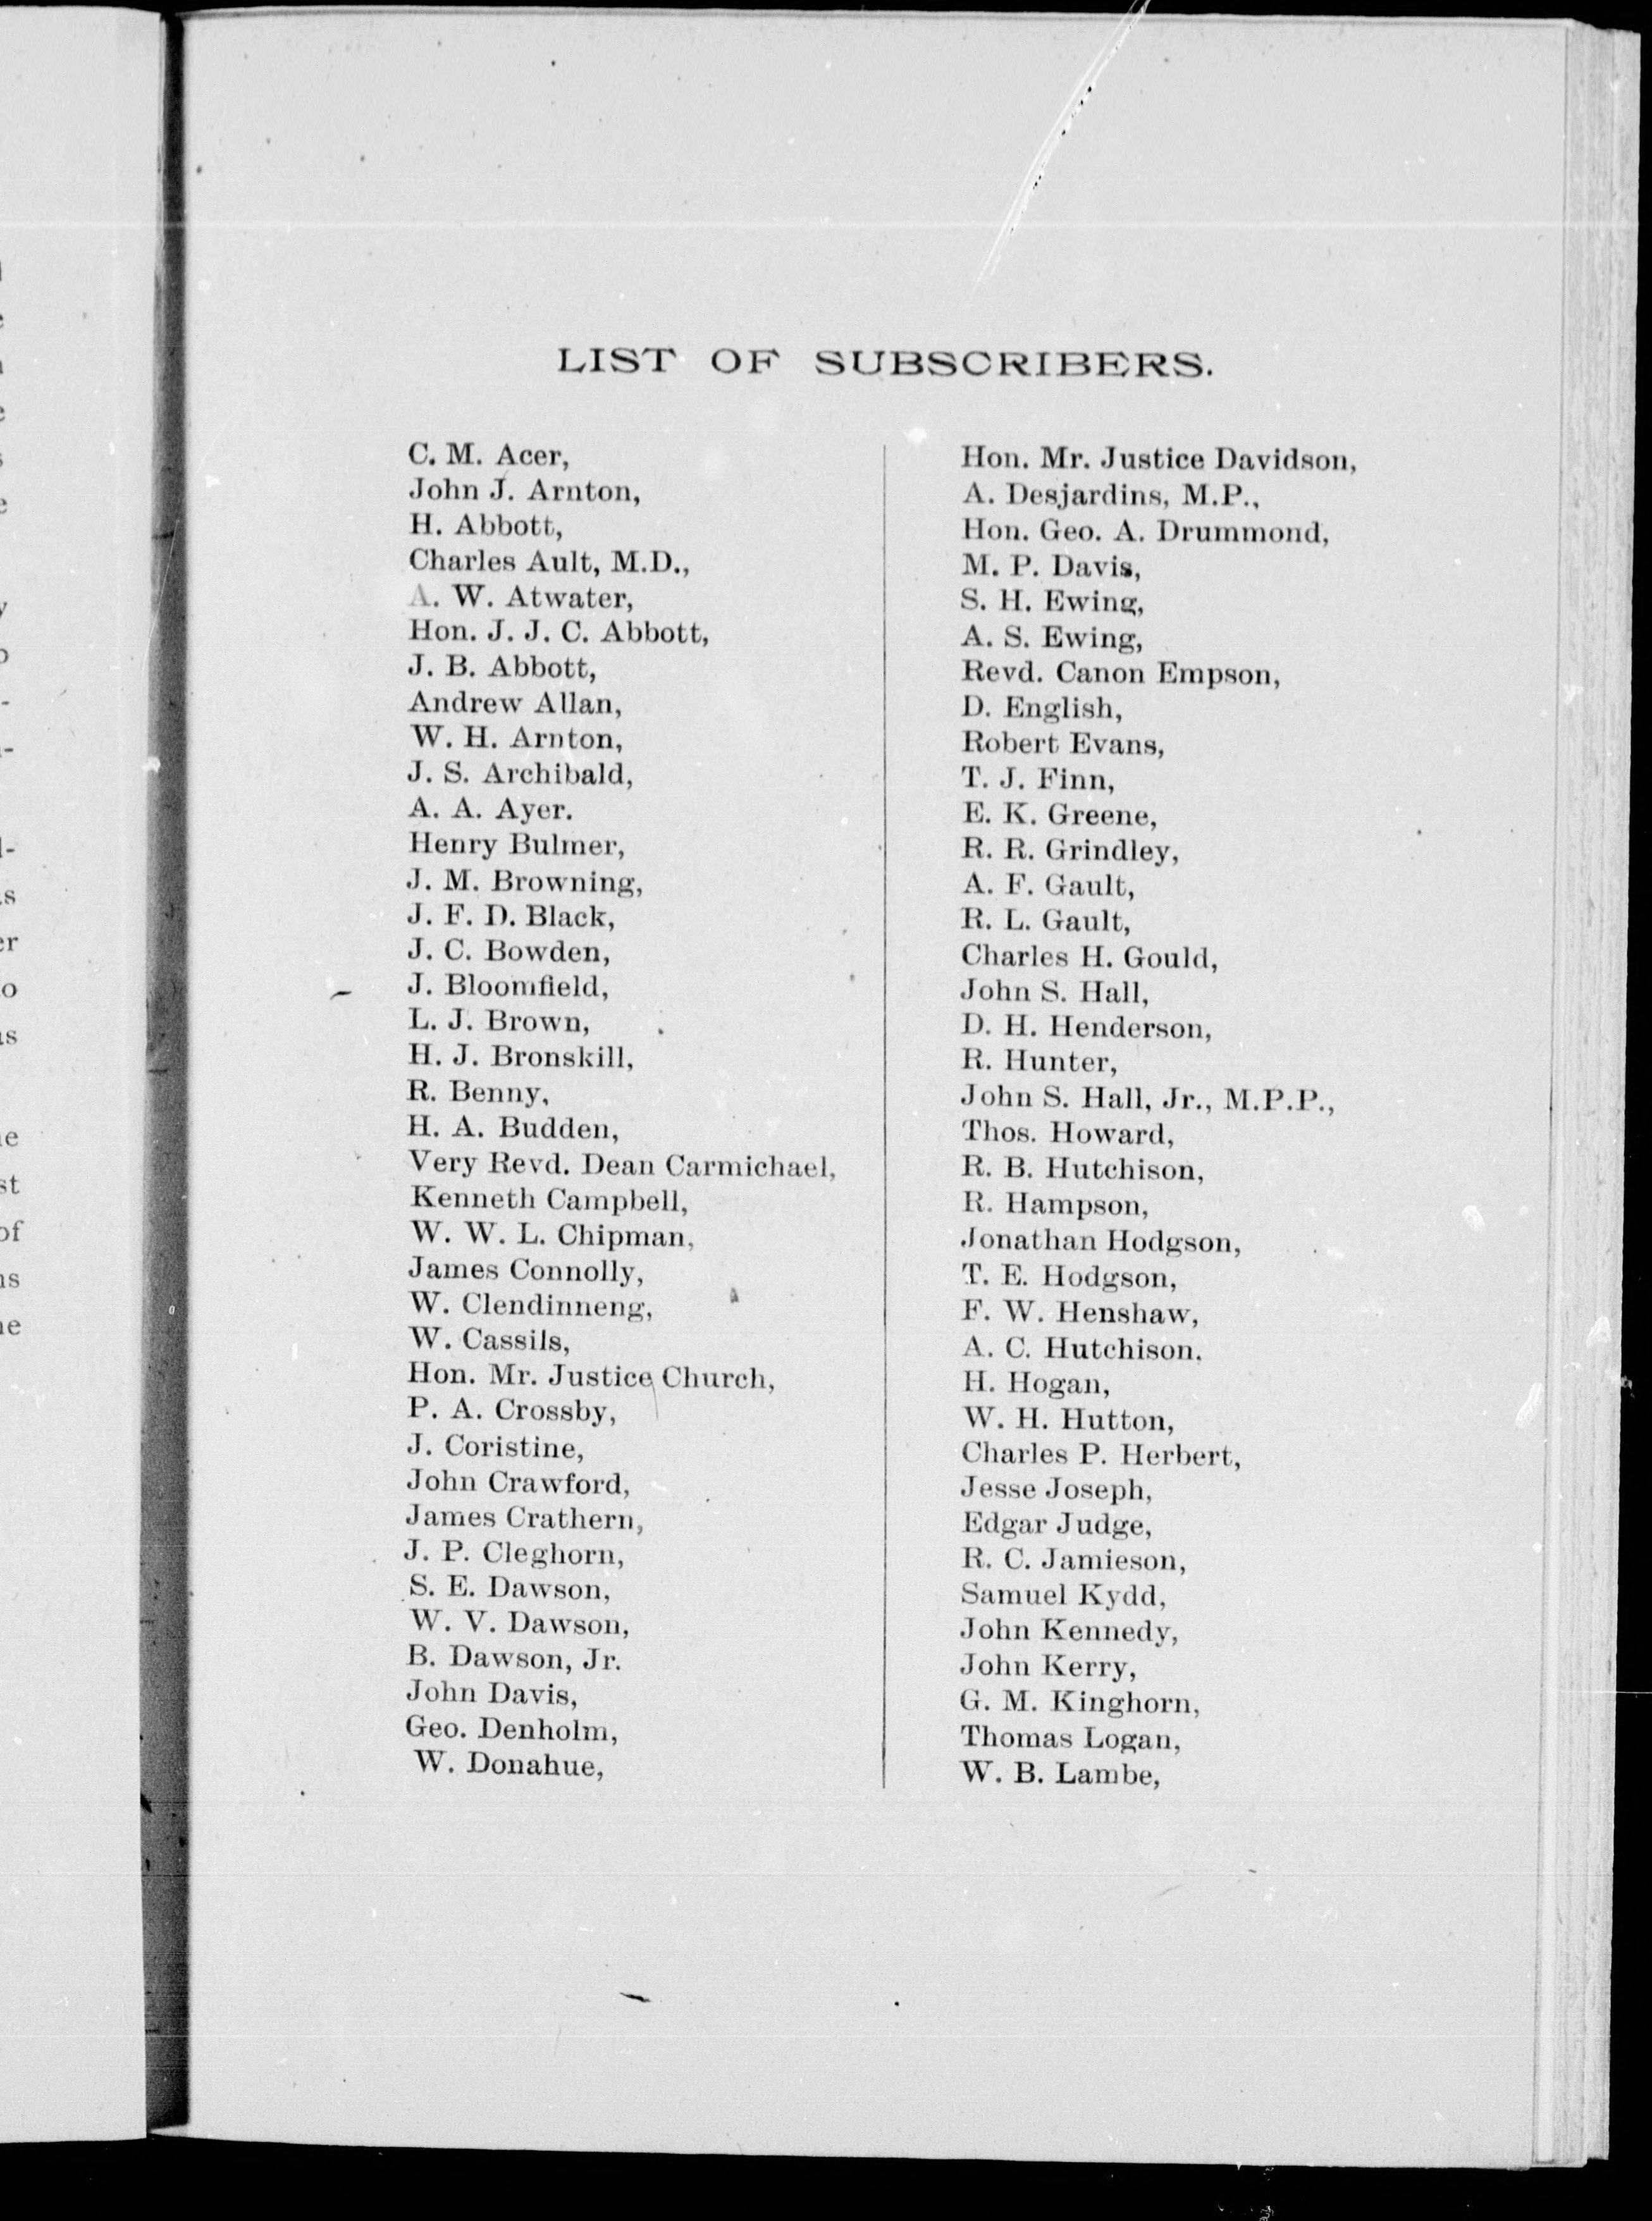 LIST OF SUBSCRIBERS.
C. M. Acer,
John J. Arnton,
H. Abbott,
Charles Ault, M.D.,
A. W. Atwater,
Hon. J. J. C. Abbott,
J. B. Abbott,
Andrew Allan,
W. H. Arnton,
J. S. Archibald,
A. A. Ayer.
Henry Bulmer,
J. M. Browning,
J. F. D. Black,
J. C. Bowden,
J. Bloomfield,
L. J. Brown,
H. J. Bronskill,
R. Benny,
H. A. Budden,
Very Revd. Dean Carmichael,
Kenneth Campbell,
W. W. L. Chipman,
James Connolly,
W. Clendinneng,
W. Cassils,
Hon. Mr. Justice Church,
P. A. Crossby,
J. Coristine,
John Crawford,
James Crathern,
J. P. Cleghorn,
S. E. Dawson,
W. V. Dawson,
B. Dawson, Jr.
John Davis,
Geo. Denholm,
W. Donahue,
Hon. Mr. Justice Davidson,
A. Desjardins, M.P.,
Hon. Geo. A. Drummond,
M. P. Davis,
S. H. Ewing,
A. S. Ewing,
Revd. Canon Empson,
D. English,
Robert Evans,
T. J. Finn,
E. K. Greene,
R. R. Grindley,
A. F. Gault,
R. L. Gault,
Charles H. Gould,
John S. Hall,
D. H. Henderson,
R. Hunter,
John S. Hall, Jr., M.P.P.,
Thos. Howard,
R. B. Hutchison,
R. Hampson,
Jonathan Hodgson,
T. E. Hodgson,
F. W. Henshaw,
A. C. Hutchison.
H. Hogan,
W. H. Hutton,
Charles P. Herbert,
Jesse Joseph,
Edgar Judge,
R. C. Jamieson,
Samuel Kydd,
John Kennedy,
John Kerry,
G. M. Kinghorn,
Thomas Logan,
W. B. Lambe,